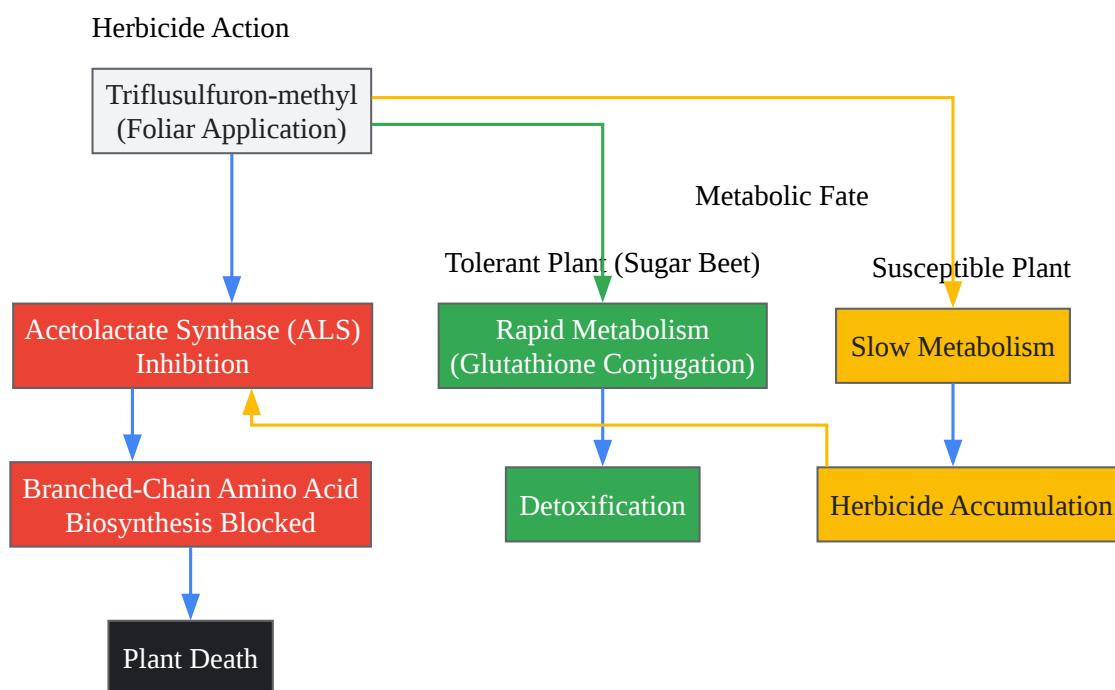 Herbicide Action
Triflusulfuron-methyl
(Foliar Application)
Metabolic Fate
Tolerant Plant (Sugar Beet)
Susceptible Plant
Acetolactate Synthase (ALS)
Inhibition
Rapid Metabolism
(Glutathione Conjugation)
Slow Metabolism
Branched-Chain Amino Acid
Biosynthesis Blocked
Detoxification
Herbicide Accumulation
Plant Death